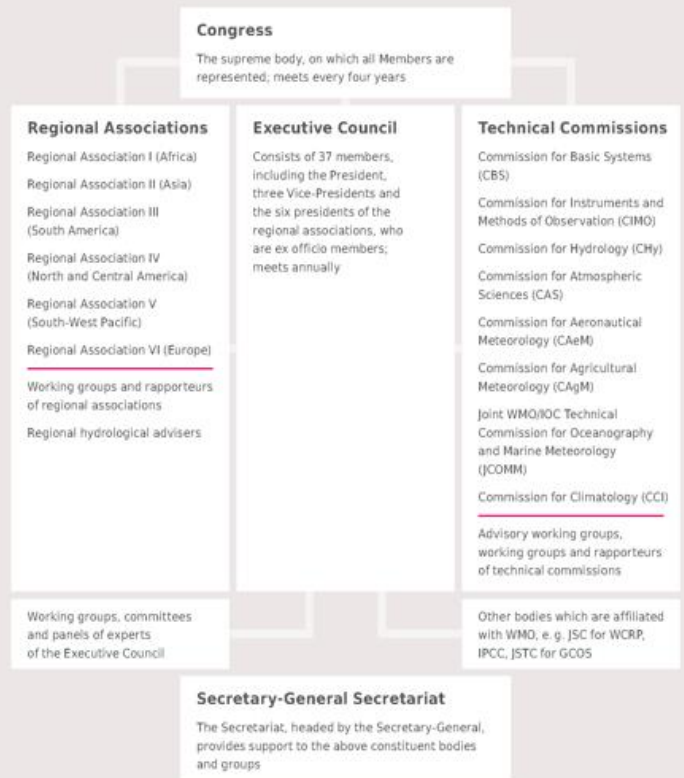 Congress
The supreme body, on which all Members are
represented; meets every four years
Regional Associations
Regional Association I (Africa)
Regional Association II (Asia)
Regional Association III
(South America)
Regional Association IV
(North and Central America)
Regional Association V
(South-West Pacific)
Regional Association VI (Europe)
Working groups and rapporteurs
of regional associations
Regional hydrological advisers
Executive Council
Consists of 37 members,
including the President,
three Vice-Presidents and
the six presidents of the
regional associations, who
are ex officio members;
meets annually
Technical Commissions
Commission for Basic Systems
(CBS)
Commission for Instruments and
Methods of Observation (CIMO)
Commission for Hydrology (CHy)
Commission for Atmospheric
Sciences (CAS)
Commission for Aeronautical
Meteorology (CAeM)
Commission for Agricultural
Meteorology (CAgM)
Joint WMO/IOC Technical
Commission for Oceanography
and Marine Meteorology
(JCOMM)
Commission for Climatology (CCI)
Advisory working groups,
working groups and rapporteurs
of technical commissions
Working groups, committees
and panels of experts
of the Executive Council
Other bodies which are affiliated
with WMO, e. g. JSC for WCRP,
IPCC, JSTC for GCOS
Secretary-General Secretariat
The Secretariat, headed by the Secretary-General,
provides support to the above constituent bodies
and groups